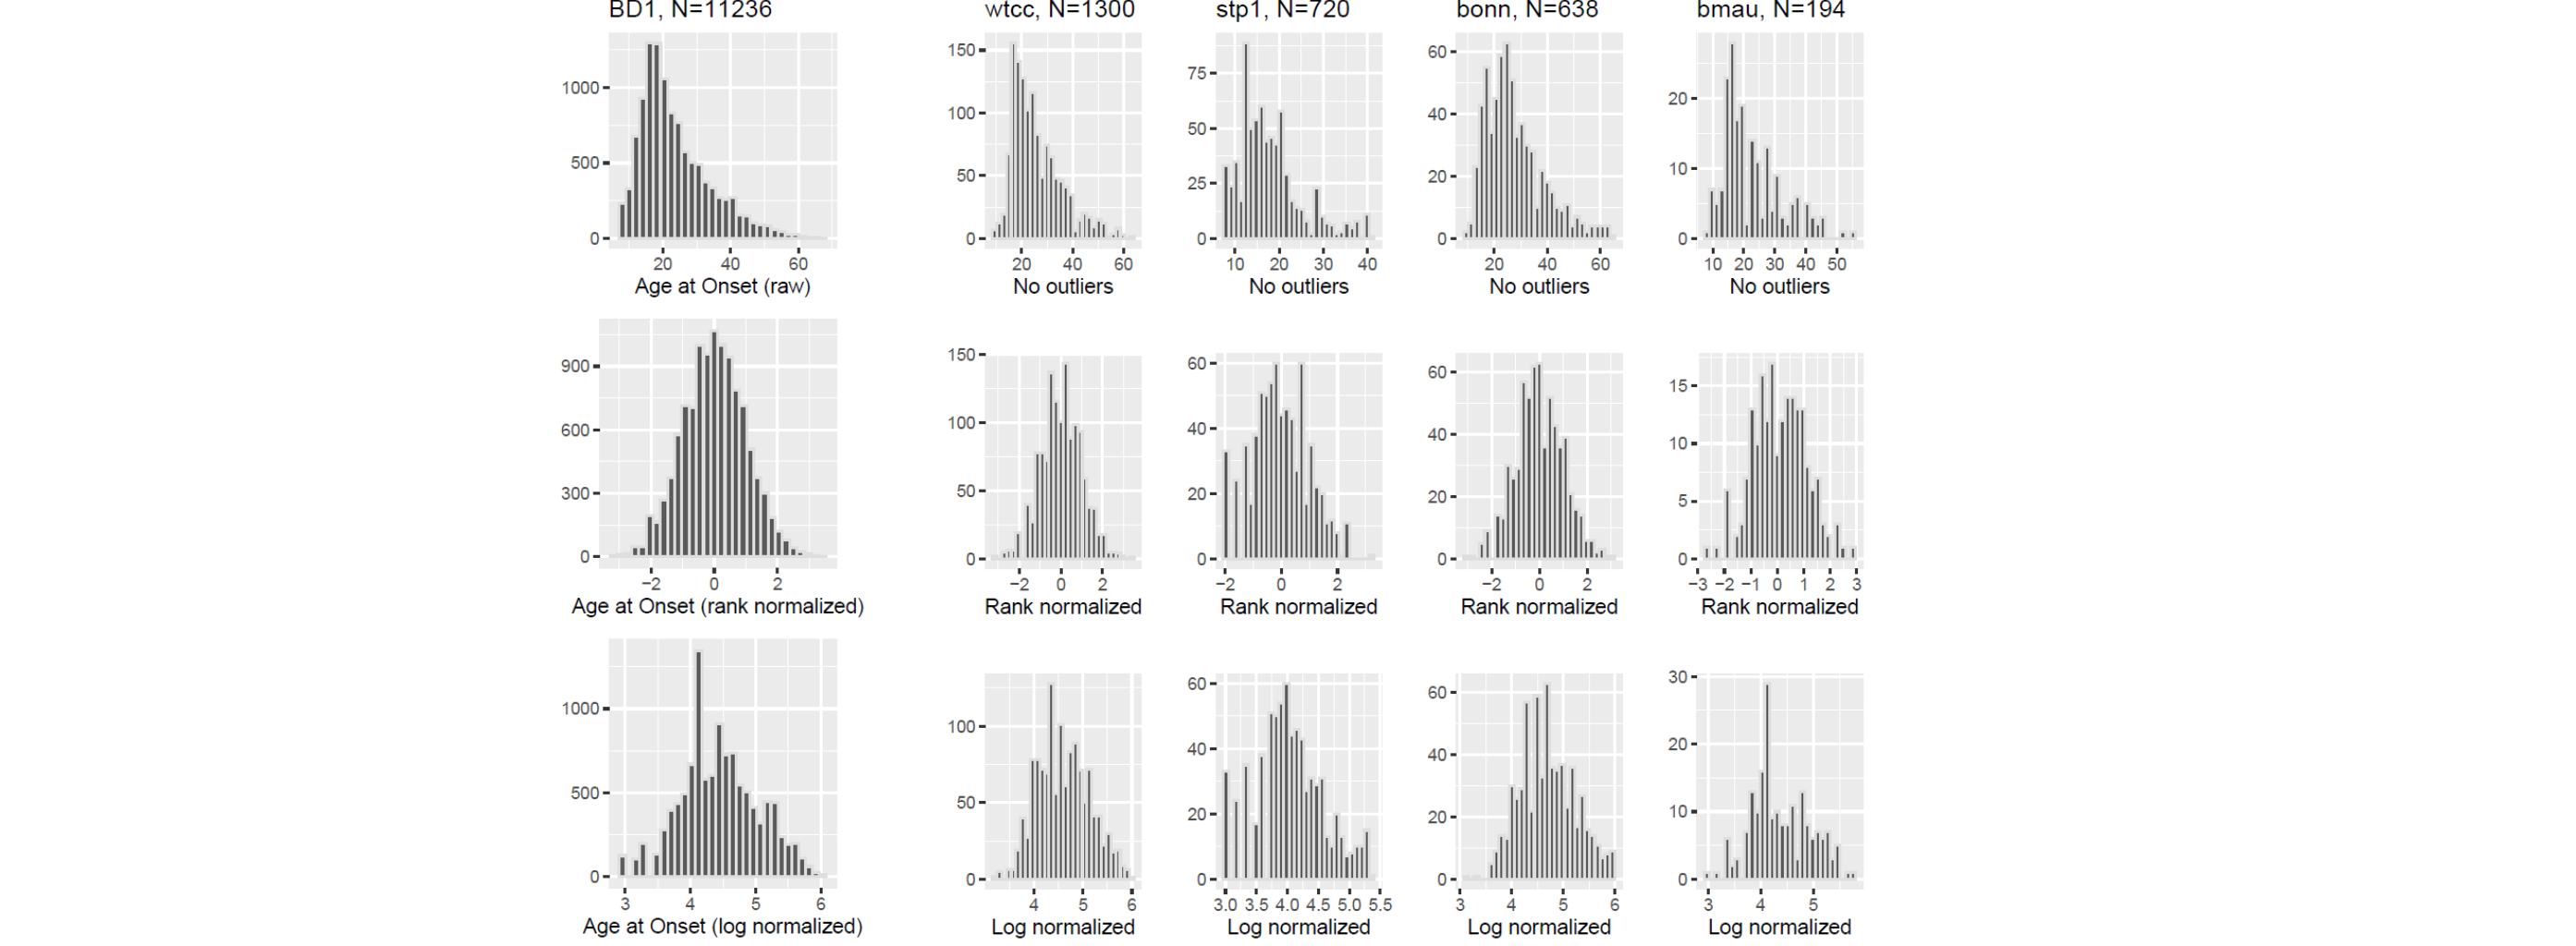 BD1, N=11236 wtcc, N=1300 stp1, N=720 bonn, N=638 bmau, N=194
1000
500
0
20 40 60
Age at Onset (raw)
150
100
50
0
20 40 60
No outliers
75
50
25
0
10 20 30 40
No outliers
60
40
20
0
20 40 60
No outliers
20
10
0
10 20 30 40 50
No outliers
900
600
300
0
−2 0 2
Age at Onset (rank normalized)
150
100
50
0
−2 0 2
Rank normalized
60
40
20
0
−2 0 2
Rank normalized
60
40
20
0
−2 0 2
Rank normalized
15
10
5
0
−3 −2 −1 0 1 2 3
Rank normalized
1000
500
0
3 4 5 6
Age at Onset (log normalized)
100
50
0
4 5 6
Log normalized
60
40
20
0
3.0 3.5 4.0 4.5 5.0 5.5
Log normalized
60
40
20
0
3 4 5 6
Log normalized
30
20
10
0
3 4 5
Log normalized